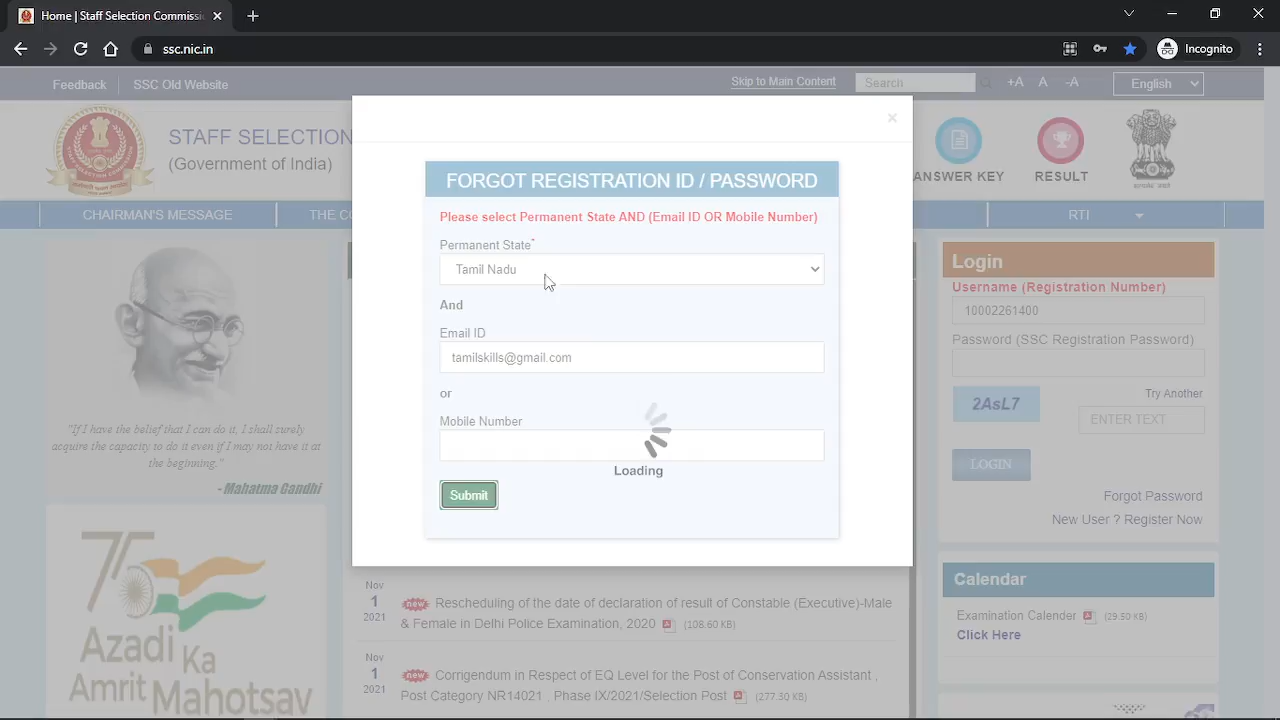 Login | Staff Selection Commiss
ssc.nic.in
Incognito
Feedback
SSC Old Website
Skip to Main Content
Search
+A
A
-A
English
STAFF SELECTION
(Government of India)
ANSWER KEY
RESULT
CHAIRMAN'S MESSAGE
THE CO
RTI
FORGOT REGISTRATION ID / PASSWORD
Please select Permanent State AND (Email ID OR Mobile Number)
Permanent State*
Tamil Nadu
And
Email ID
tamilskills@gmail.com
or
Mobile Number
Loading
Submit
Login
Username (Registration Number)
10002261400
Password (SSC Registration Password)
2AsL7
Try Another
ENTER TEXT
LOGIN
Forgot Password
New User ? Register Now
"If I have the belief that I can do it, I shall surely
acquire the capacity to do it even if I may not have it at
the beginning."
- Mahatma Gandhi
75
Azadi Ka
Amrit Mahotsav
Nov
1
2021
new Rescheduling of the date of declaration of result of Constable (Executive)-Male
& Female in Delhi Police Examination, 2020 (108.60 KB)
Nov
1
2021
new Corrigendum in Respect of EQ Level for the Post of Conservation Assistant ,
Post Category NR14021 , Phase IX/2021/Selection Post (277.30 KB)
Calendar
Examination Calender (29.50 KB)
Click Here